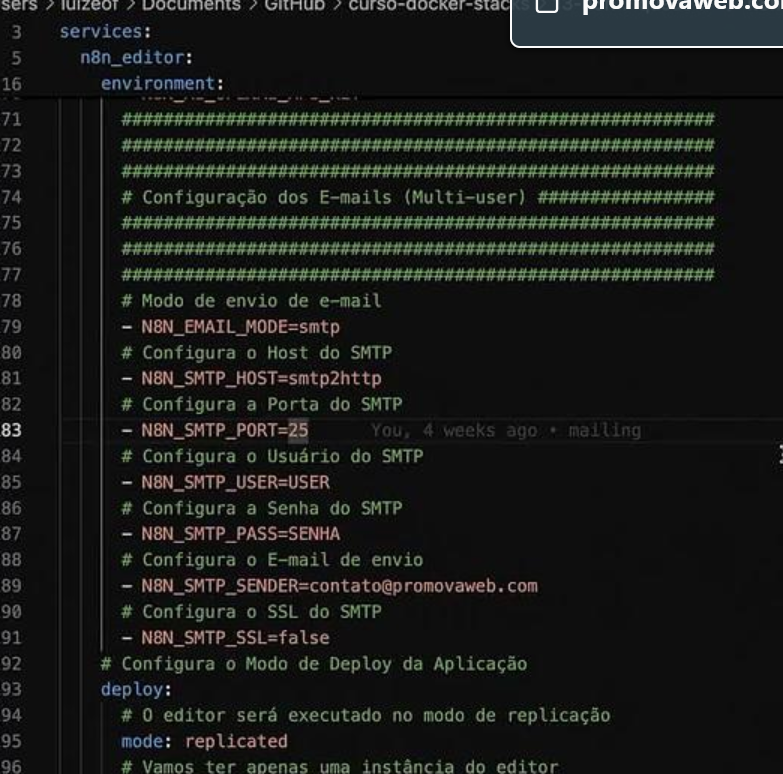 sers > luizeof > Documents > GitHub > curso-docker-stac
promovaweb.co
3 services:
5 n8n_editor:
16 environment:
71 #########################################################
72 #########################################################
73 #########################################################
74 # Configuração dos E-mails (Multi-user) #################
75 #########################################################
76 #########################################################
77 #########################################################
78 # Modo de envio de e-mail
79 - N8N_EMAIL_MODE=smtp
80 # Configura o Host do SMTP
81 - N8N_SMTP_HOST=smtp2http
82 # Configura a Porta do SMTP
83 - N8N_SMTP_PORT=25 You, 4 weeks ago • mailing
84 # Configura o Usuário do SMTP
85 - N8N_SMTP_USER=USER
86 # Configura a Senha do SMTP
87 - N8N_SMTP_PASS=SENHA
88 # Configura o E-mail de envio
89 - N8N_SMTP_SENDER=contato@promovaweb.com
90 # Configura o SSL do SMTP
91 - N8N_SMTP_SSL=false
92 # Configura o Modo de Deploy da Aplicação
93 deploy:
94 # O editor será executado no modo de replicação
95 mode: replicated
96 # Vamos ter apenas uma instância do editor